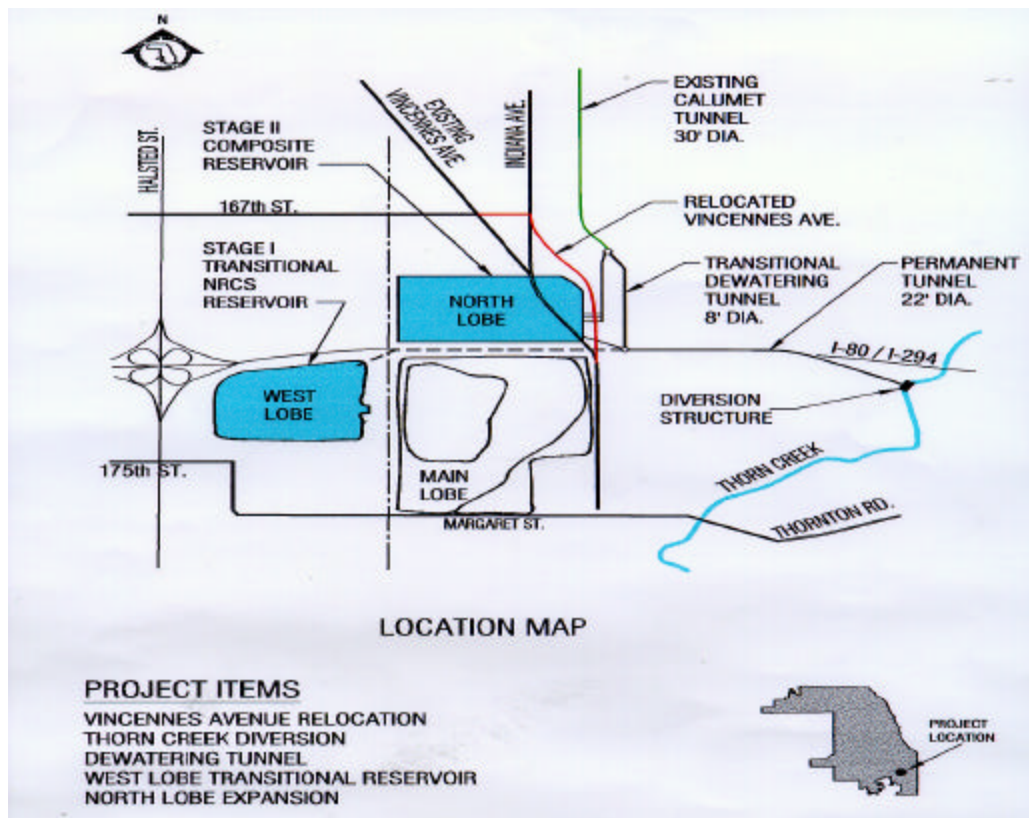 N
HALSTED ST.
STAGE II
COMPOSITE
RESERVOIR
EXISTING
VINCENNES AVE.
INDIANA AVE.
EXISTING
CALUMET
TUNNEL
30' DIA.
167th ST.
RELOCATED
VINCENNES AVE.
STAGE I
TRANSITIONAL
NRCS
RESERVOIR
NORTH
LOBE
TRANSITIONAL
DEWATERING
TUNNEL
8' DIA.
PERMANENT
TUNNEL
22' DIA.
I-80 / I-294
WEST
LOBE
DIVERSION
STRUCTURE
175th ST.
MAIN
LOBE
THORN CREEK
MARGARET ST.
THORNTON RD.
LOCATION MAP
PROJECT ITEMS
VINCENNES AVENUE RELOCATION
THORN CREEK DIVERSION
DEWATERING TUNNEL
WEST LOBE TRANSITIONAL RESERVOIR
NORTH LOBE EXPANSION
PROJECT
LOCATION